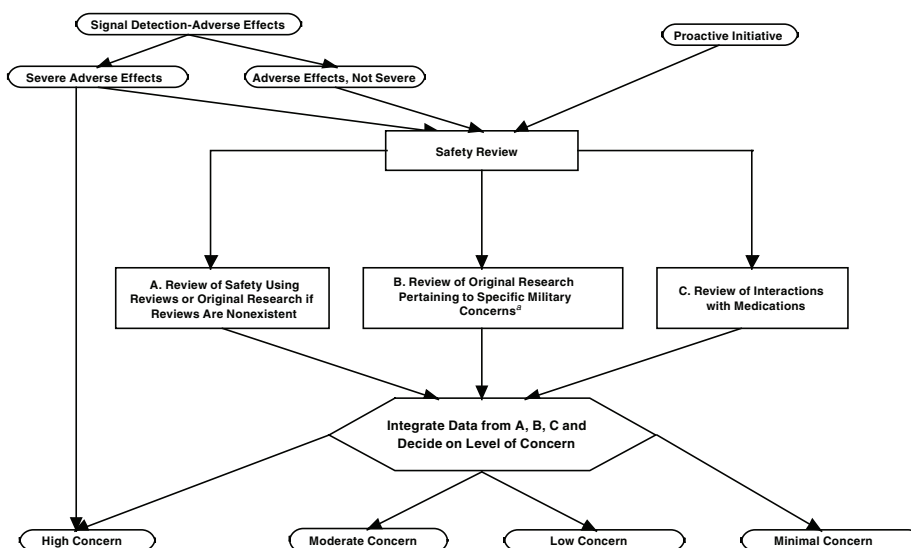 Signal Detection-Adverse Effects
Proactive Initiative
Severe Adverse Effects
Adverse Effects, Not Severe
Safety Review
A. Review of Safety Using
Reviews or Original Research if
Reviews Are Nonexistent
B. Review of Original Research
Pertaining to Specific Military
Concernsᵃ
C. Review of Interactions
with Medications
Integrate Data from A, B, C and
Decide on Level of Concern
High Concern
Moderate Concern
Low Concern
Minimal Concern